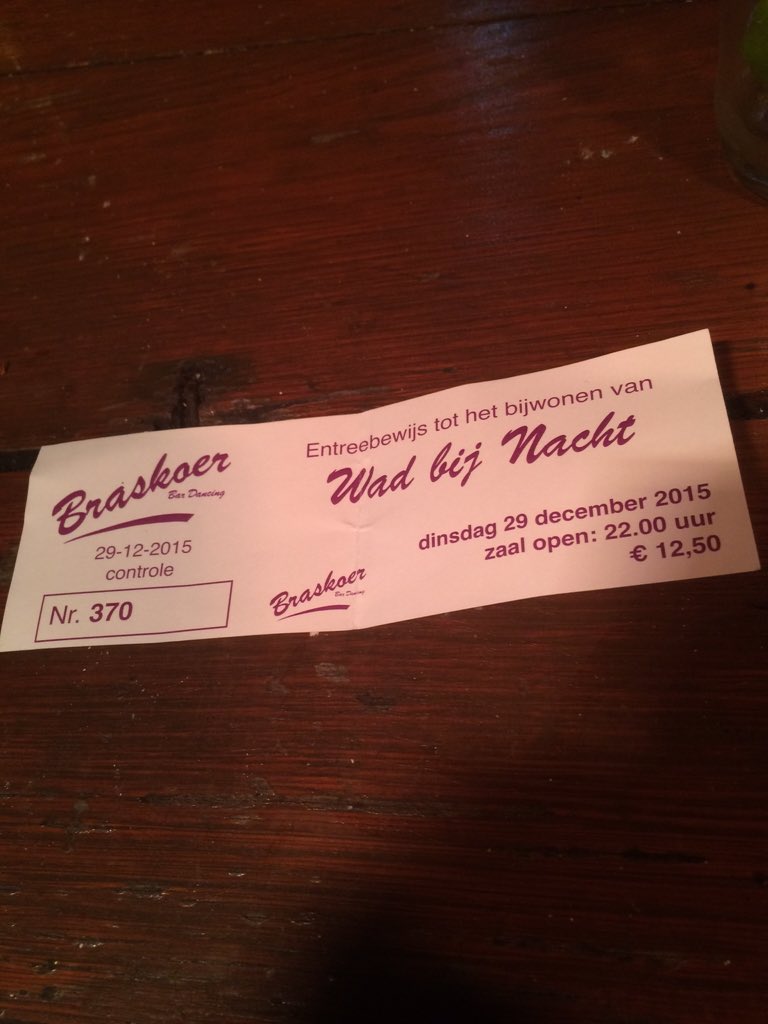 Braskoer
Bar Dancing
29-12-2015
controle
Nr. 370
Entreebewijs tot het bijwonen van
Wad bij Nacht
dinsdag 29 december 2015
zaal open: 22.00 uur
€ 12,50
Braskoer
Bar Dancing